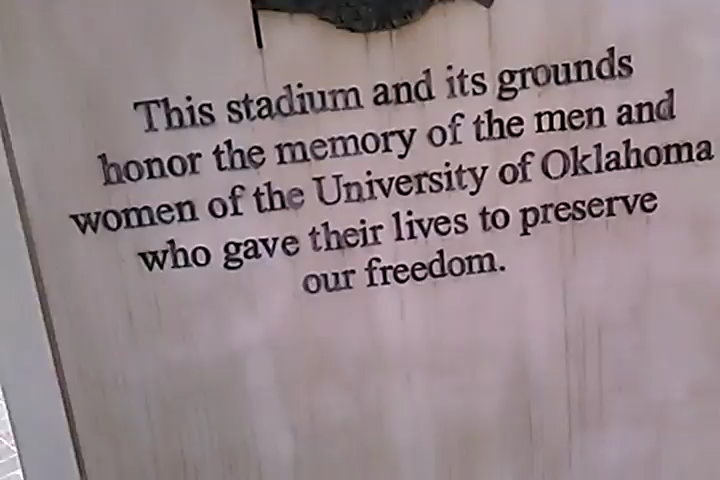 This stadium and its grounds
honor the memory of the men and
women of the University of Oklahoma
who gave their lives to preserve
our freedom.